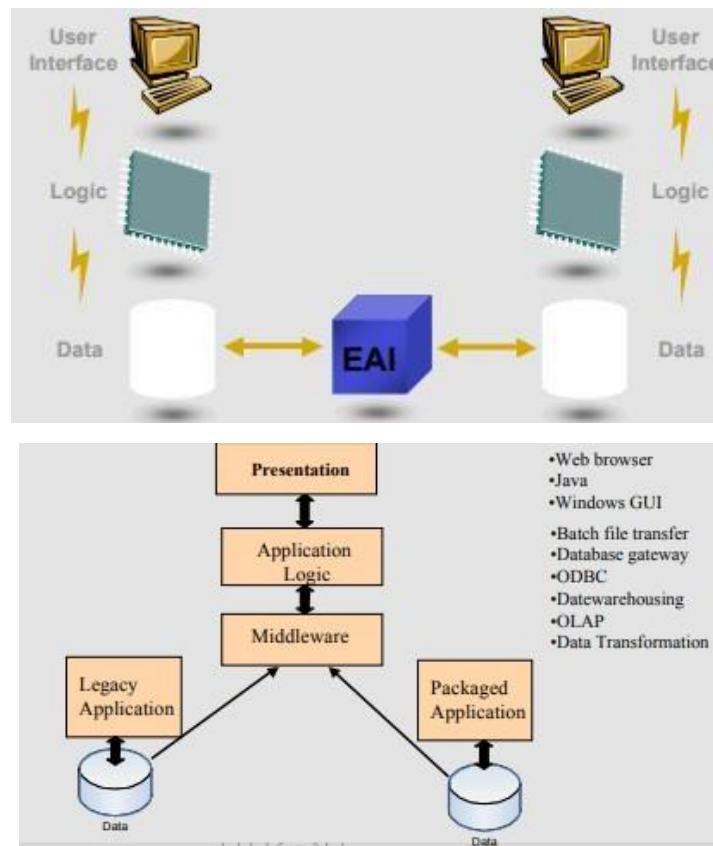 User
Interface
User
Interface
Logic
Logic
Data
EAI
Data
Presentation
Application
Logic
Middleware
Legacy
Application
Packaged
Application
Data
Data
•Web browser
•Java
•Windows GUI
•Batch file transfer
•Database gateway
•ODBC
•Datewarehousing
•OLAP
•Data Transformation